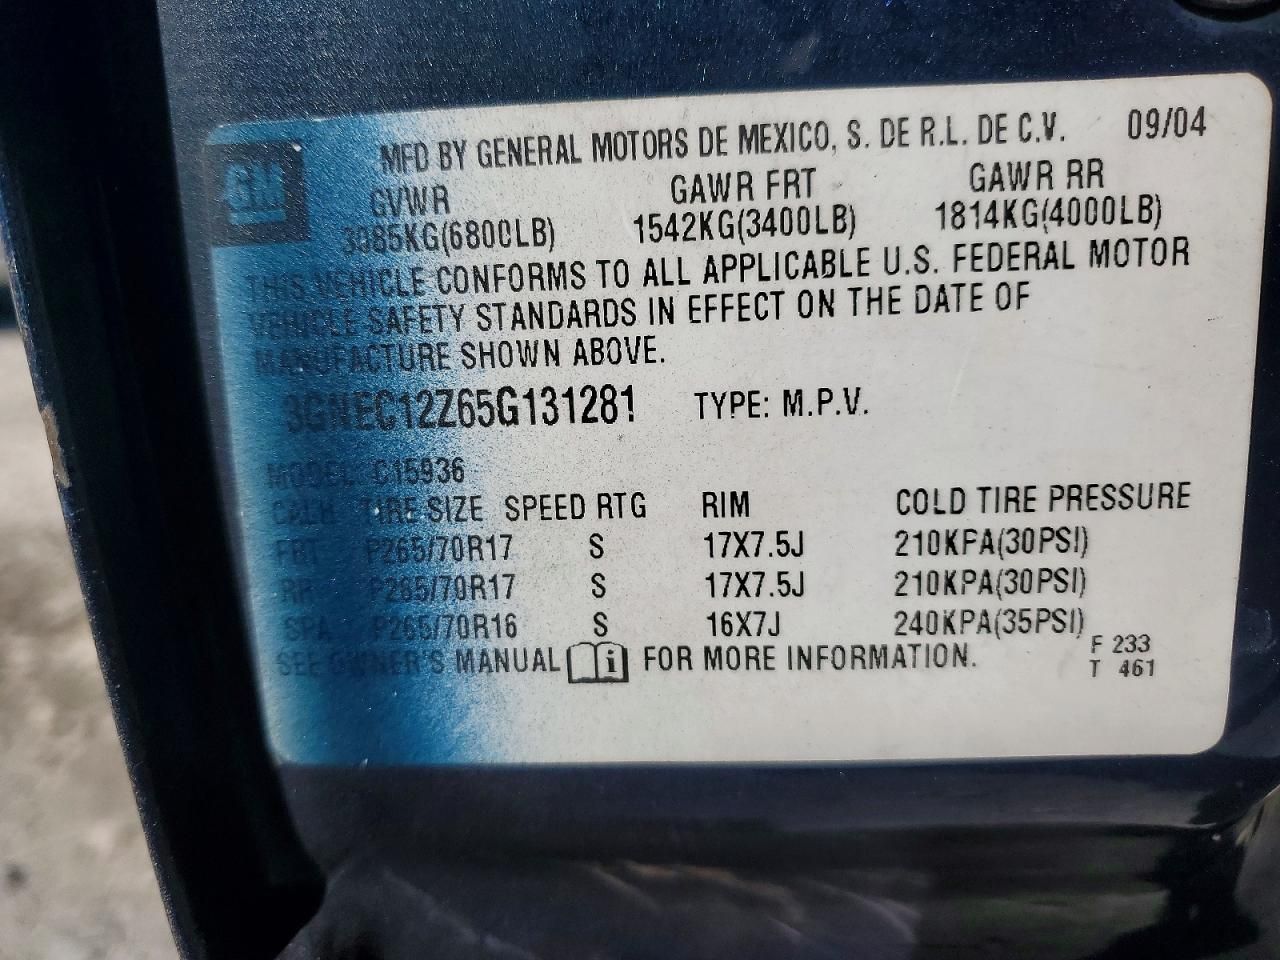 GM
MFD BY GENERAL MOTORS DE MEXICO, S. DE R.L. DE C.V. 09/04
GVWR GAWR FRT GAWR RR
3085KG(6800LB) 1542KG(3400LB) 1814KG(4000LB)
THIS VEHICLE CONFORMS TO ALL APPLICABLE U.S. FEDERAL MOTOR
VEHICLE SAFETY STANDARDS IN EFFECT ON THE DATE OF
MANUFACTURE SHOWN ABOVE.
3GNEC12Z65G131281 TYPE: M.P.V.
MODEL: C15936
TIRE SIZE SPEED RTG RIM COLD TIRE PRESSURE
FRT P265/70R17 S 17X7.5J 210KPA(30PSI)
RR P265/70R17 S 17X7.5J 210KPA(30PSI)
SPA P265/70R16 S 16X7J 240KPA(35PSI)
SEE OWNER'S MANUAL i FOR MORE INFORMATION.
F 233
T 461